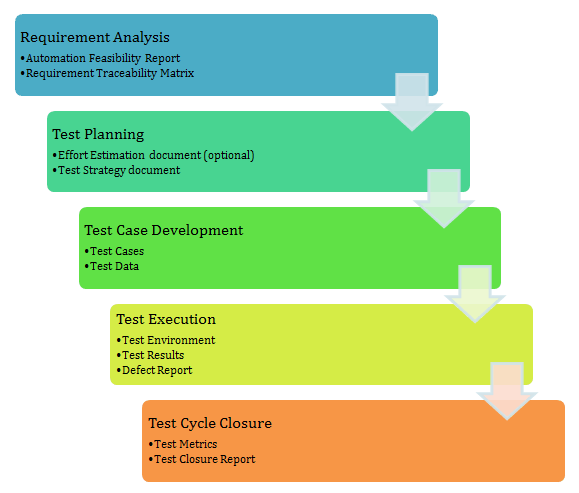 Requirement Analysis
•Automation Feasibility Report
•Requirement Traceability Matrix
Test Planning
•Effort Estimation document (optional)
•Test Strategy document
Test Case Development
•Test Cases
•Test Data
Test Execution
•Test Environment
•Test Results
•Defect Report
Test Cycle Closure
•Test Metrics
•Test Closure Report